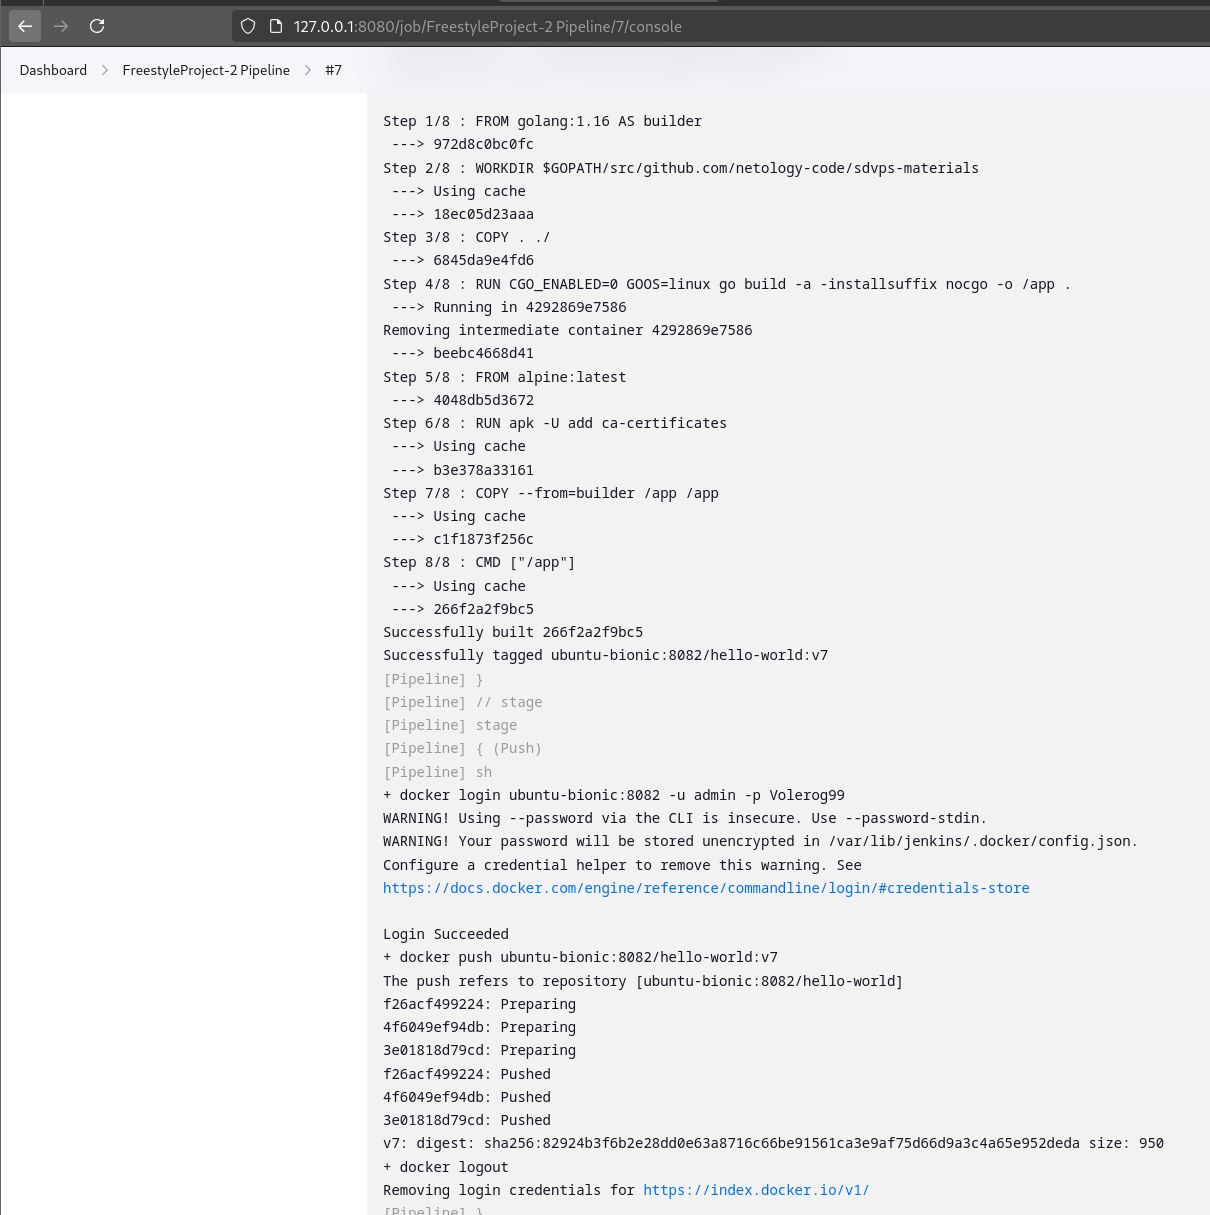 127.0.0.1:8080/job/FreestyleProject-2 Pipeline/7/console
Dashboard > FreestyleProject-2 Pipeline > #7
Step 1/8 : FROM golang:1.16 AS builder
 ---> 972d8c0bc0fc
Step 2/8 : WORKDIR $GOPATH/src/github.com/netology-code/sdvps-materials
 ---> Using cache
 ---> 18ec05d23aaa
Step 3/8 : COPY . ./
 ---> 6845da9e4fd6
Step 4/8 : RUN CGO_ENABLED=0 GOOS=linux go build -a -installsuffix nocgo -o /app .
 ---> Running in 4292869e7586
Removing intermediate container 4292869e7586
 ---> beebc4668d41
Step 5/8 : FROM alpine:latest
 ---> 4048db5d3672
Step 6/8 : RUN apk -U add ca-certificates
 ---> Using cache
 ---> b3e378a33161
Step 7/8 : COPY --from=builder /app /app
 ---> Using cache
 ---> c1f1873f256c
Step 8/8 : CMD ["/app"]
 ---> Using cache
 ---> 266f2a2f9bc5
Successfully built 266f2a2f9bc5
Successfully tagged ubuntu-bionic:8082/hello-world:v7
[Pipeline] }
[Pipeline] // stage
[Pipeline] stage
[Pipeline] { (Push)
[Pipeline] sh
+ docker login ubuntu-bionic:8082 -u admin -p Volerog99
WARNING! Using --password via the CLI is insecure. Use --password-stdin.
WARNING! Your password will be stored unencrypted in /var/lib/jenkins/.docker/config.json.
Configure a credential helper to remove this warning. See
https://docs.docker.com/engine/reference/commandline/login/#credentials-store
Login Succeeded
+ docker push ubuntu-bionic:8082/hello-world:v7
The push refers to repository [ubuntu-bionic:8082/hello-world]
f26acf499224: Preparing
4f6049ef94db: Preparing
3e01818d79cd: Preparing
f26acf499224: Pushed
4f6049ef94db: Pushed
3e01818d79cd: Pushed
v7: digest: sha256:82924b3f6b2e28dd0e63a8716c66be91561ca3e9af75d66d9a3c4a65e952deda size: 950
+ docker logout
Removing login credentials for https://index.docker.io/v1/
[Pipeline] }